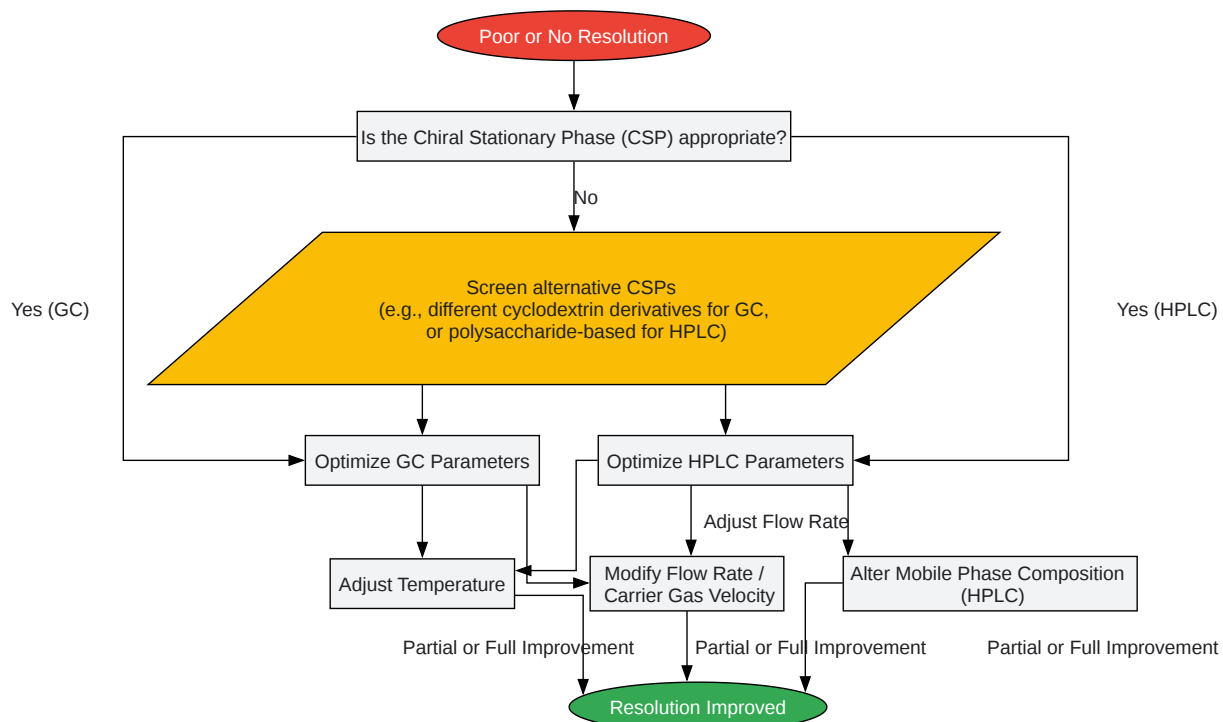 Poor or No Resolution
Is the Chiral Stationary Phase (CSP) appropriate?
No
Yes (GC)
Screen alternative CSPs
(e.g., different cyclodextrin derivatives for GC,
or polysaccharide-based for HPLC)
Yes (HPLC)
Optimize GC Parameters
Optimize HPLC Parameters
Adjust Flow Rate
Adjust Temperature
Modify Flow Rate /
Carrier Gas Velocity
Alter Mobile Phase Composition
(HPLC)
Partial or Full Improvement
Partial or Full Improvement
Partial or Full Improvement
Resolution Improved